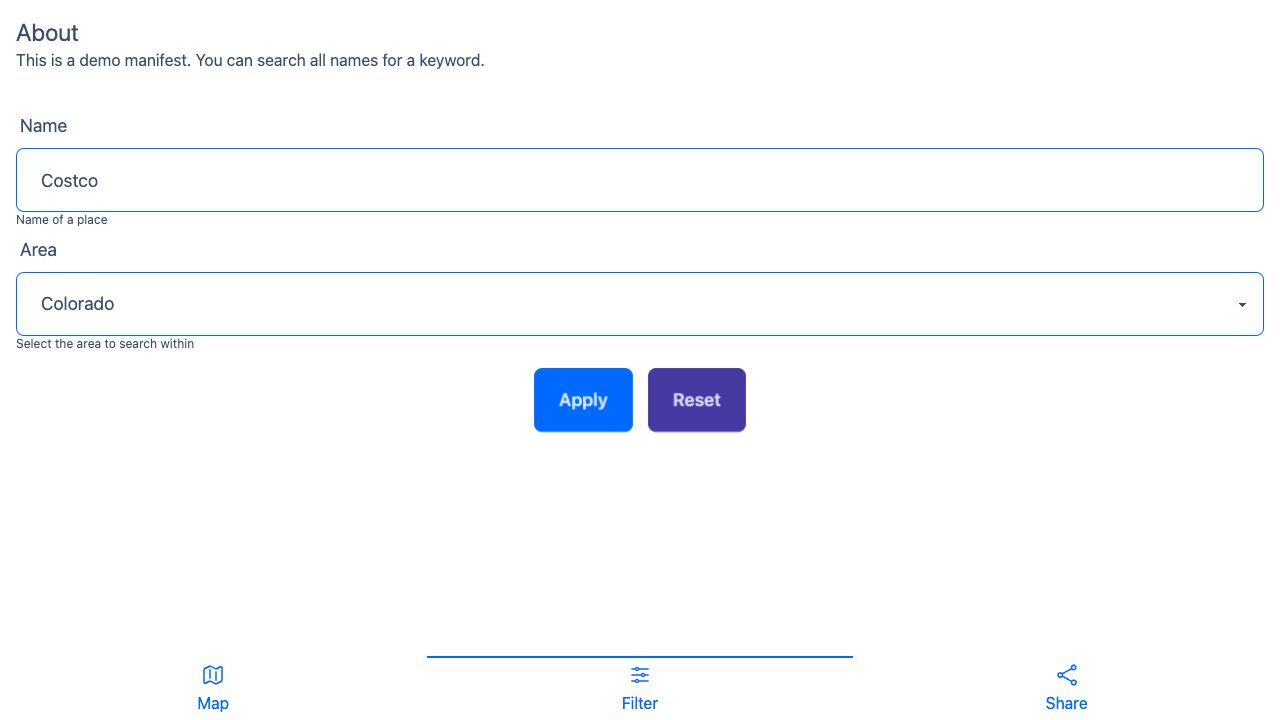 About
This is a demo manifest. You can search all names for a keyword.
Name
Costco
Name of a place
Area
Colorado
Select the area to search within
Apply Reset
Map Filter Share